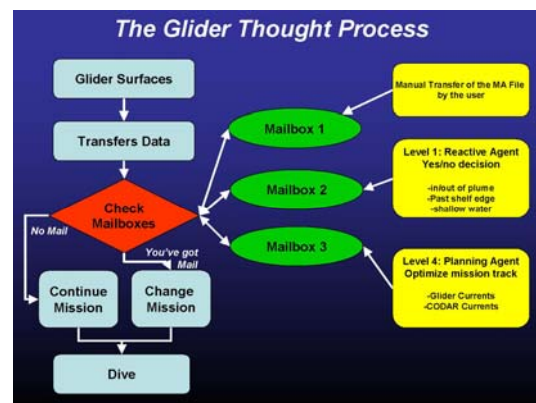 The Glider Thought Process
Glider Surfaces
Transfers Data
Check
Mailboxes
No Mail
You've got
Mail
Continue
Mission
Change
Mission
Dive
Mailbox 1
Mailbox 2
Mailbox 3
Manual Transfer of the MA File
by the user
Level 1: Reactive Agent
Yes/no decision
-in/out of plume
-Past shelf edge
-shallow water
Level 4: Planning Agent
Optimize mission track
-Glider Currents
-CODAR Currents